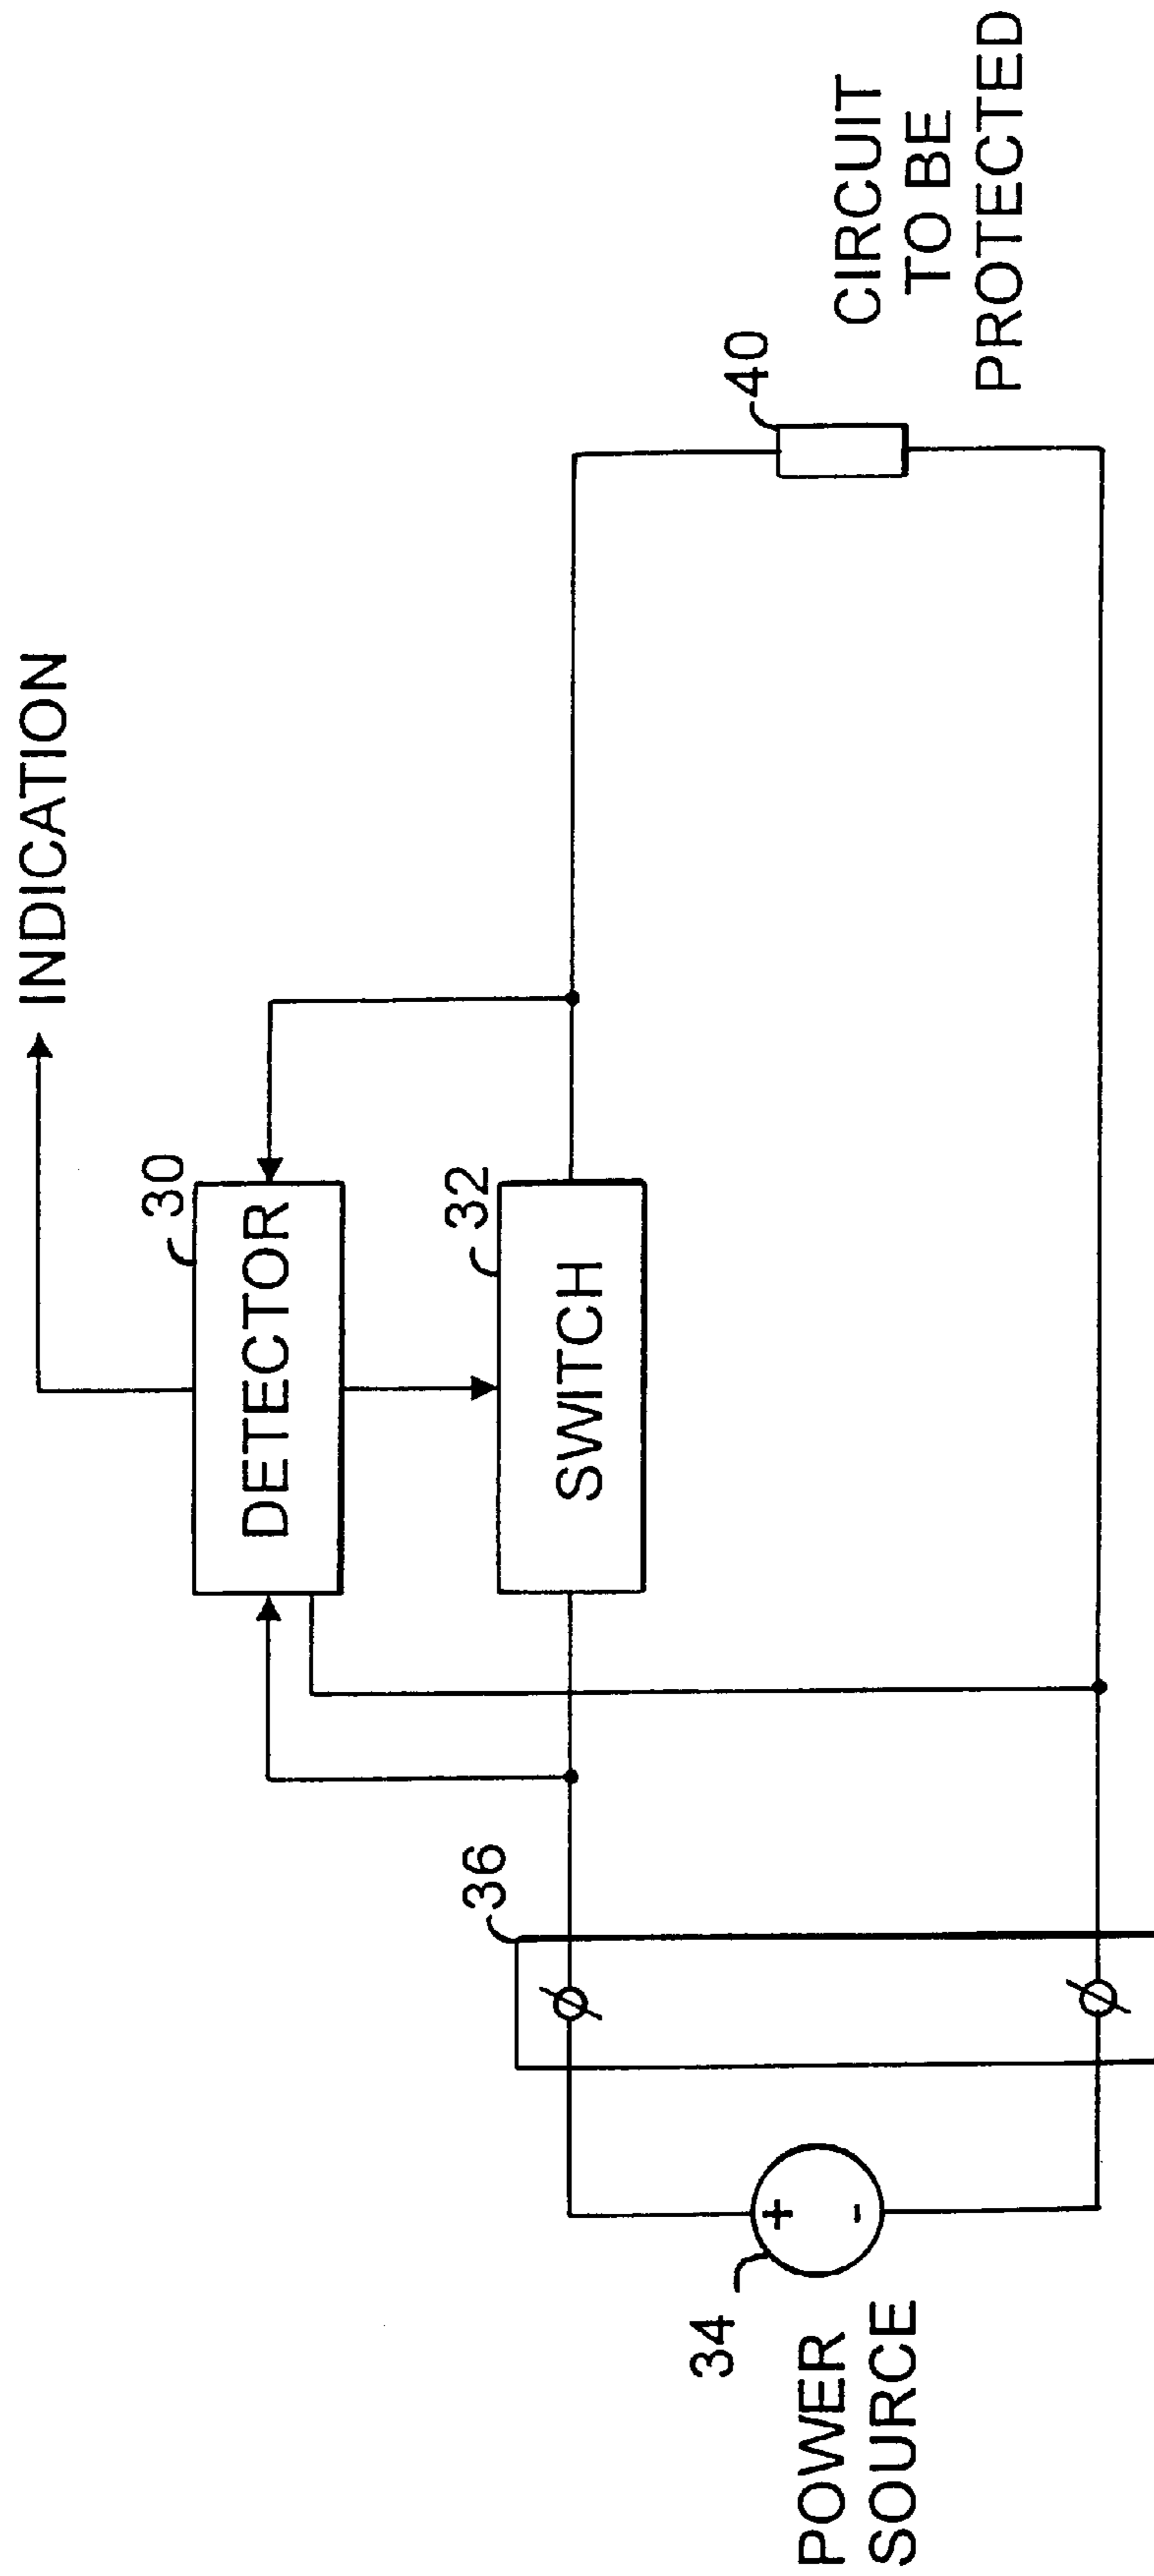 INDICATION
30
DETECTOR
32
SWITCH
36
34
+
-
POWER
SOURCE
40
CIRCUIT
TO BE
PROTECTED